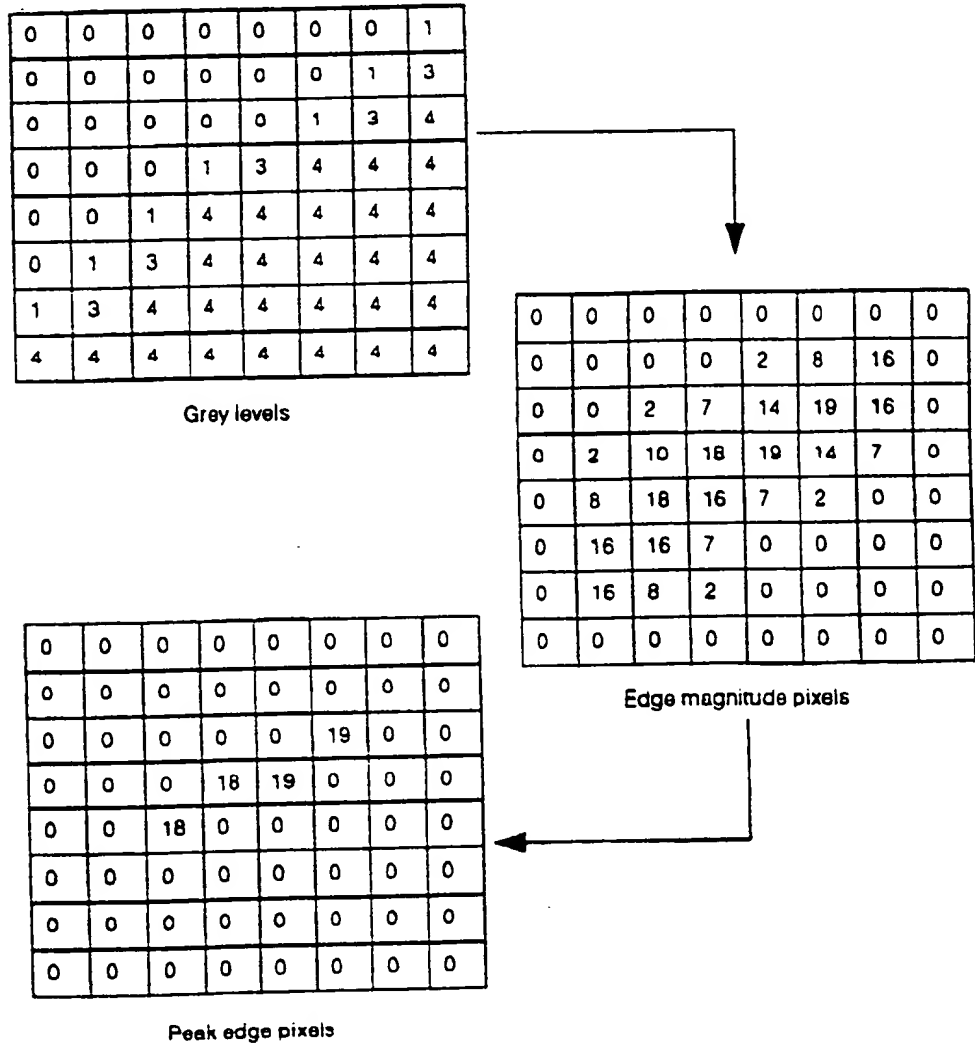 0 0 0 0 0 0 0 1
0 0 0 0 0 0 1 3
0 0 0 0 0 1 3 4
0 0 0 1 3 4 4 4
0 0 1 4 4 4 4 4
0 1 3 4 4 4 4 4
1 3 4 4 4 4 4 4
4 4 4 4 4 4 4 4
Grey levels
0 0 0 0 0 0 0 0
0 0 0 0 2 8 16 0
0 0 2 7 14 19 16 0
0 2 10 18 19 14 7 0
0 8 18 16 7 2 0 0
0 16 16 7 0 0 0 0
0 16 8 2 0 0 0 0
0 0 0 0 0 0 0 0
Edge magnitude pixels
0 0 0 0 0 0 0 0
0 0 0 0 0 0 0 0
0 0 0 0 0 19 0 0
0 0 0 18 19 0 0 0
0 0 18 0 0 0 0 0
0 0 0 0 0 0 0 0
0 0 0 0 0 0 0 0
0 0 0 0 0 0 0 0
Peak edge pixels